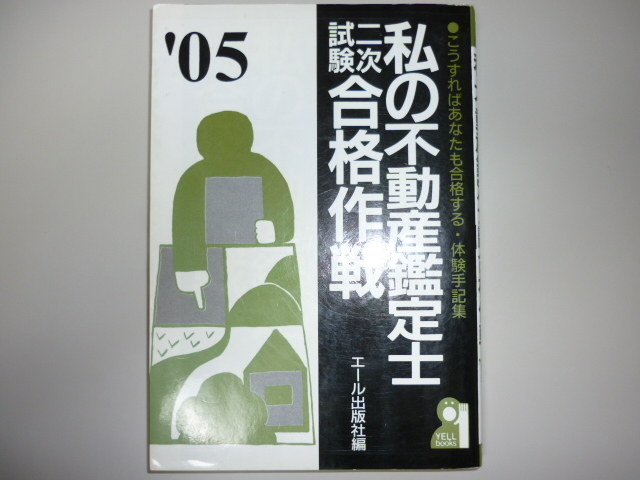 '05
●こうすればあなたも合格する・体験手記集
私の不動産鑑定士
二次試験合格作戦
エール出版社編
YELL
books